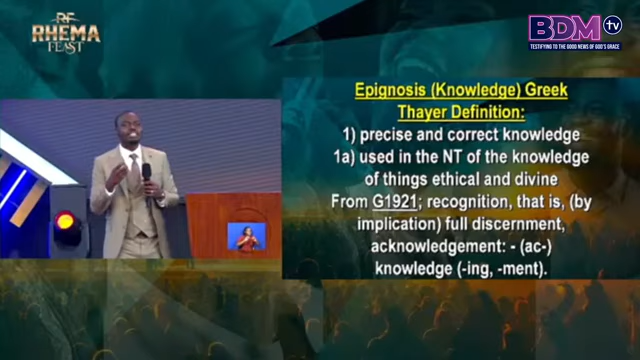 RF
RHEMA
FEAST
BDM tv
TESTIFYING TO THE GOOD NEWS OF GOD'S GRACE
Epignosis (Knowledge) Greek
Thayer Definition:
1) precise and correct knowledge
1a) used in the NT of the knowledge
of things ethical and divine
From G1921; recognition, that is, (by
implication) full discernment,
acknowledgement: - (ac-)
knowledge (-ing, -ment).